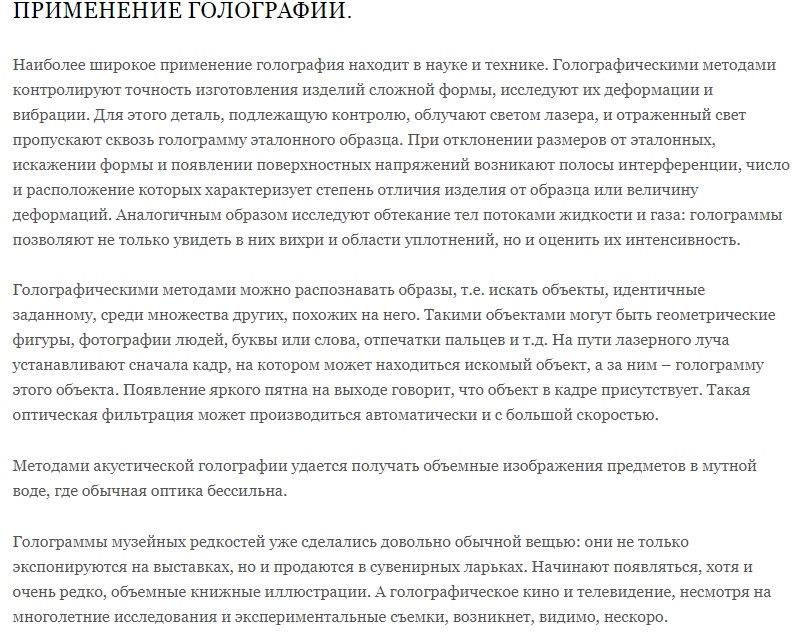 ПРИМЕНЕНИЕ ГОЛОГРАФИИ.
Наиболее широкое применение голография находит в науке и технике. Голографическими методами
контролируют точность изготовления изделий сложной формы, исследуют их деформации и
вибрации. Для этого деталь, подлежащую контролю, облучают светом лазера, и отраженный свет
пропускают сквозь голограмму эталонного образца. При отклонении размеров от эталонных,
искажении формы и появлении поверхностных напряжений возникают полосы интерференции, число
и расположение которых характеризует степень отличия изделия от образца или величину
деформаций. Аналогичным образом исследуют обтекание тел потоками жидкости и газа: голограммы
позволяют не только увидеть в них вихри и области уплотнений, но и оценить их интенсивность.
Голографическими методами можно распознавать образы, т.е. искать объекты, идентичные
заданному, среди множества других, похожих на него. Такими объектами могут быть геометрические
фигуры, фотографии людей, буквы или слова, отпечатки пальцев и т.д. На пути лазерного луча
устанавливают сначала кадр, на котором может находиться искомый объект, а за ним – голограмму
этого объекта. Появление яркого пятна на выходе говорит, что объект в кадре присутствует. Такая
оптическая фильтрация может производиться автоматически и с большой скоростью.
Методами акустической голографии удается получать объемные изображения предметов в мутной
воде, где обычная оптика бессильна.
Голограммы музейных редкостей уже сделались довольно обычной вещью: они не только
экспонируются на выставках, но и продаются в сувенирных ларьках. Начинают появляться, хотя и
очень редко, объемные книжные иллюстрации. А голографическое кино и телевидение, несмотря на
многолетние исследования и экспериментальные съемки, возникнет, видимо, нескоро.